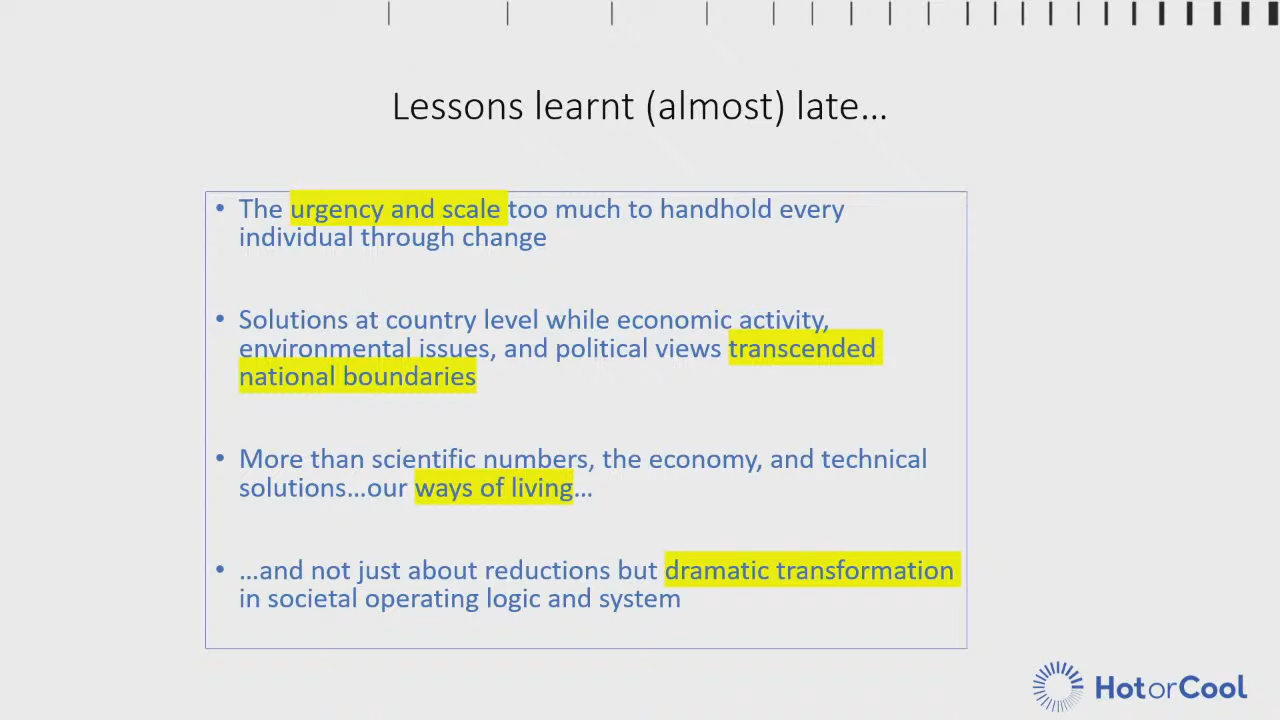 Lessons learnt (almost) late...
• The urgency and scale too much to handhold every
individual through change
• Solutions at country level while economic activity,
environmental issues, and political views transcended
national boundaries
• More than scientific numbers, the economy, and technical
solutions...our ways of living...
• ...and not just about reductions but dramatic transformation
in societal operating logic and system
HotorCool